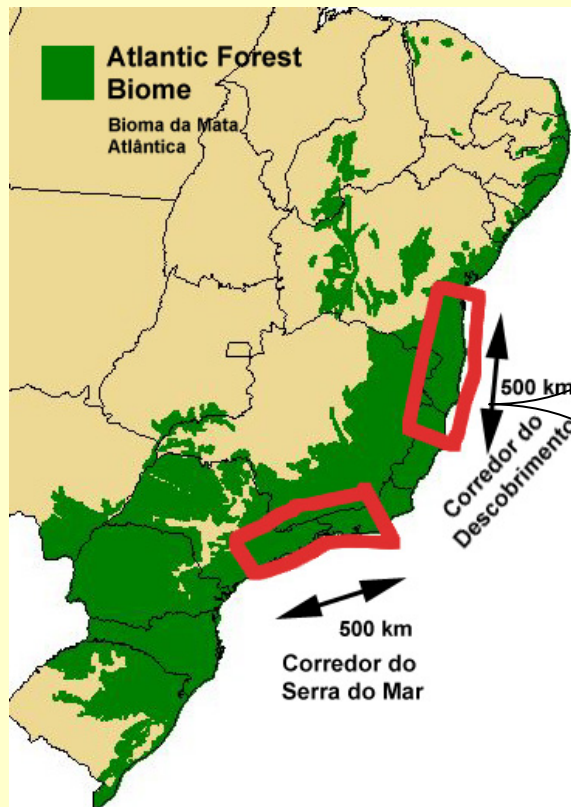 Atlantic Forest
Biome
Bioma da Mata
Atlântica
500 km
Corredor do
Descobrimento
500 km
Corredor do
Serra do Mar